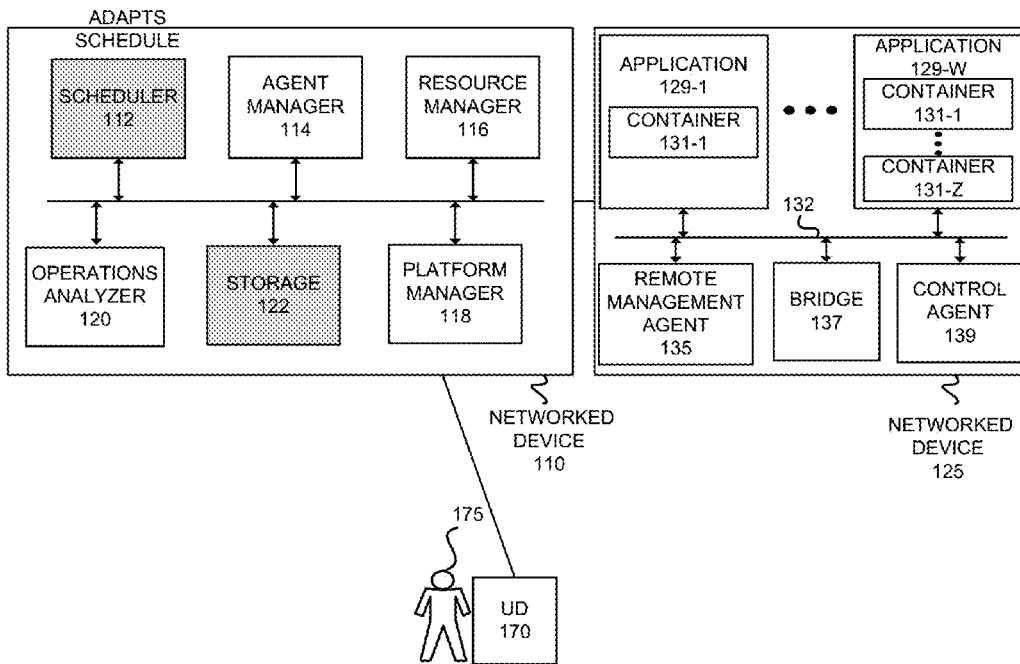 ADAPTS
SCHEDULE
SCHEDULER
112
AGENT
MANAGER
114
RESOURCE
MANAGER
116
OPERATIONS
ANALYZER
120
STORAGE
122
PLATFORM
MANAGER
118
NETWORKED
DEVICE
110
APPLICATION
129-1
CONTAINER
131-1
APPLICATION
129-W
CONTAINER
131-1
CONTAINER
131-Z
132
REMOTE
MANAGEMENT
AGENT
135
BRIDGE
137
CONTROL
AGENT
139
NETWORKED
DEVICE
125
175
UD
170